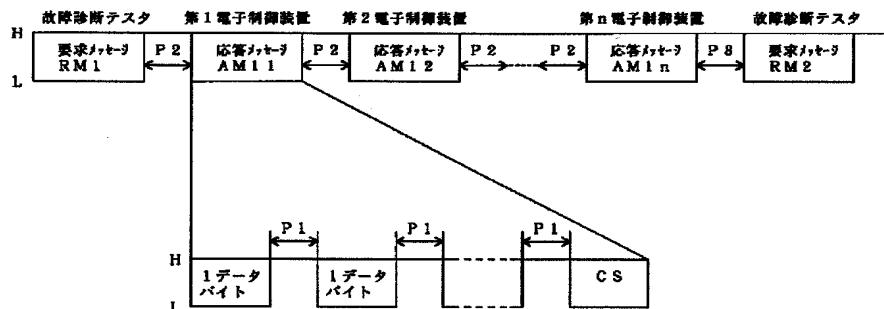 故障診断テスタ 第1電子制御装置 第2電子制御装置 第n電子制御装置 故障診断テスタ
H
要求メッセージ P2 応答メッセージ P2 応答メッセージ P2 P2 応答メッセージ P3 要求メッセージ
RM1 AM11 AM12 AM1n RM2
L
P1 P1 P1
H
1データ 1データ CS
バイト バイト
L